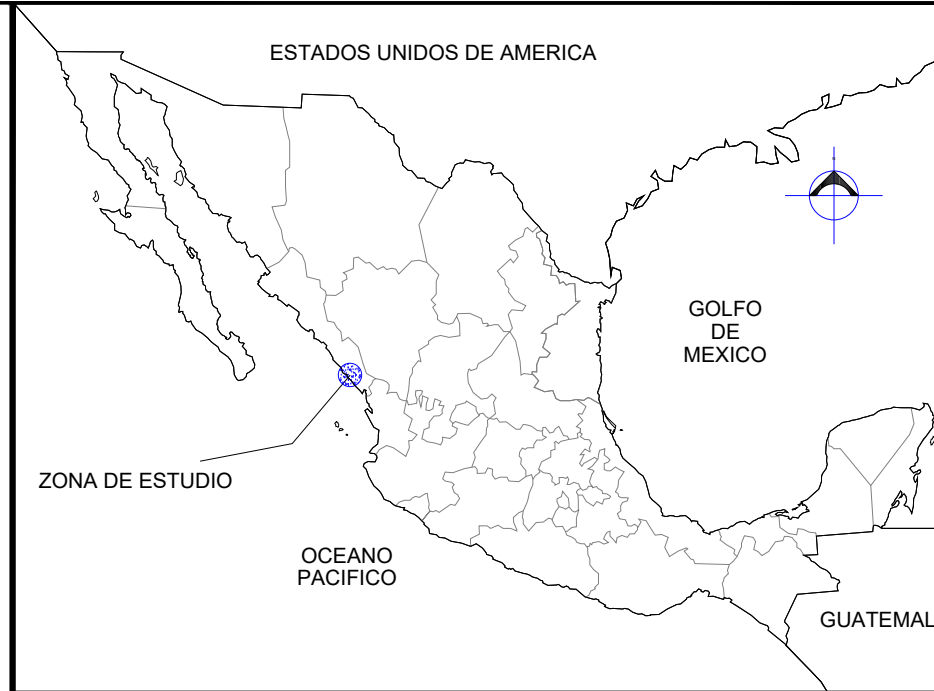 ESTADOS UNIDOS DE AMERICA
GOLFO
DE
MEXICO
ZONA DE ESTUDIO
OCEANO
PACIFICO
GUATEMAL